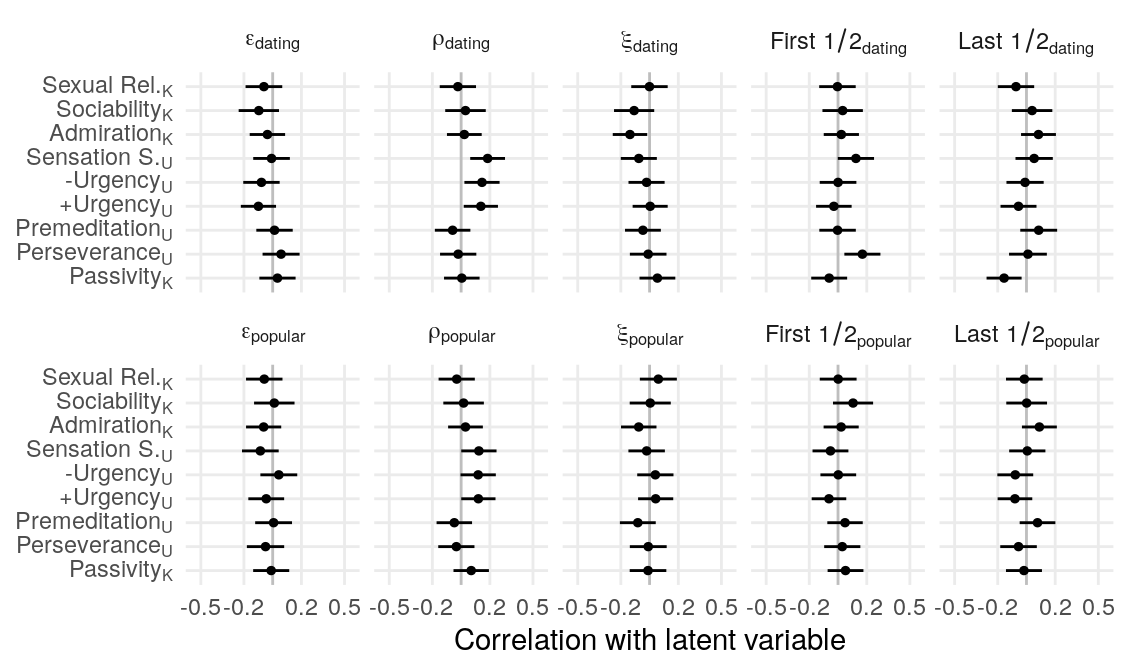 εdating ρdating ξdating First 1/2dating Last 1/2dating
Sexual Rel.K
SociabilityK
AdmirationK
Sensation S.U
-UrgencyU
+UrgencyU
PremeditationU
PerseveranceU
PassivityK
εpopular ρpopular ξpopular First 1/2popular Last 1/2popular
Sexual Rel.K
SociabilityK
AdmirationK
Sensation S.U
-UrgencyU
+UrgencyU
PremeditationU
PerseveranceU
PassivityK
-0.5 -0.2 0.2 0.5 -0.5 -0.2 0.2 0.5 -0.5 -0.2 0.2 0.5 -0.5 -0.2 0.2 0.5 -0.5 -0.2 0.2 0.5
Correlation with latent variable